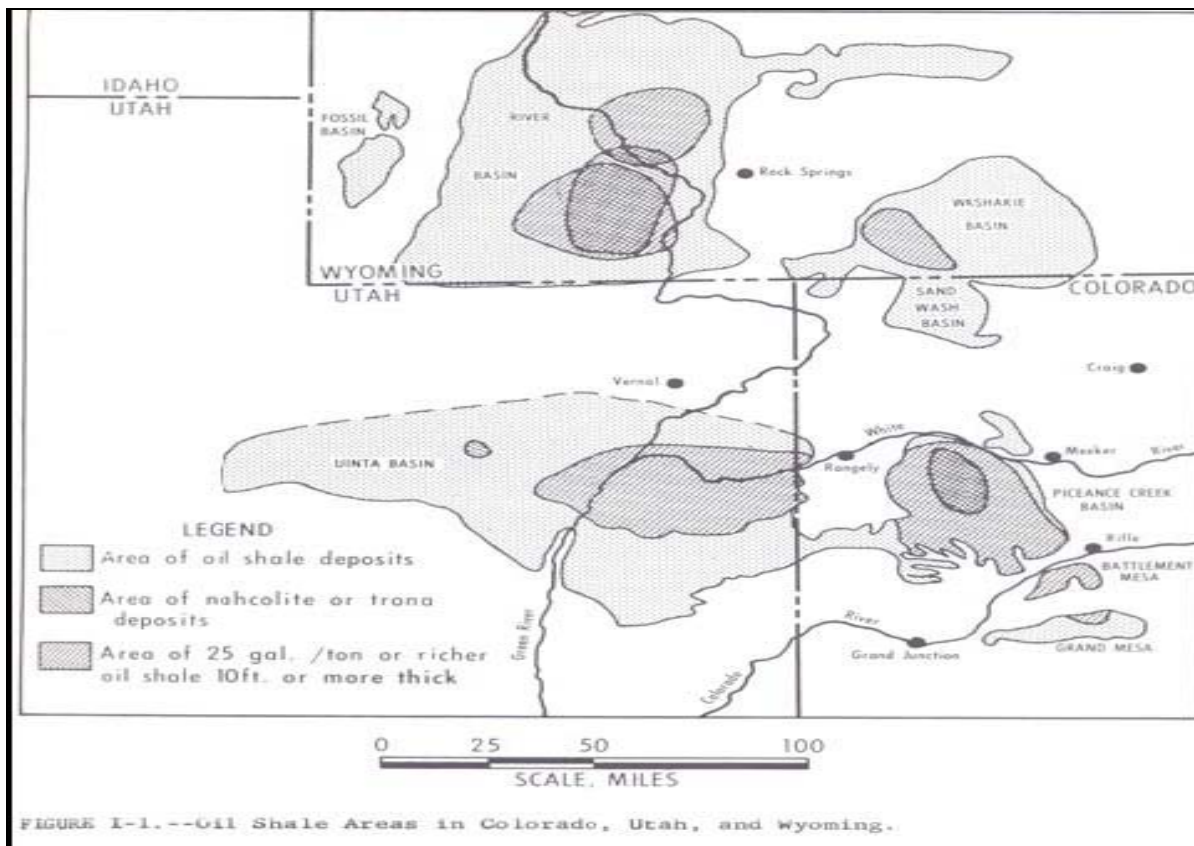 IDAHO
UTAH
FOSSIL
BASIN
RIVER
BASIN
Rock Springs
WASHAKIE
BASIN
WYOMING
UTAH
COLORADO
SAND
WASH
BASIN
Vernal
Craig
White
River
UINTA BASIN
Rangely
Meeker
PICEANCE CREEK
BASIN
LEGEND
Area of oil shale deposits
Area of nahcolite or trona
deposits
Area of 25 gal. /ton or richer
oil shale 10ft. or more thick
Green River
Rifle
BATTLEMENT
MESA
River
Colorado
Grand Junction
GRAND MESA
0 25 50 100
SCALE, MILES
FIGURE I-1.--Oil Shale Areas in Colorado, Utah, and Wyoming.